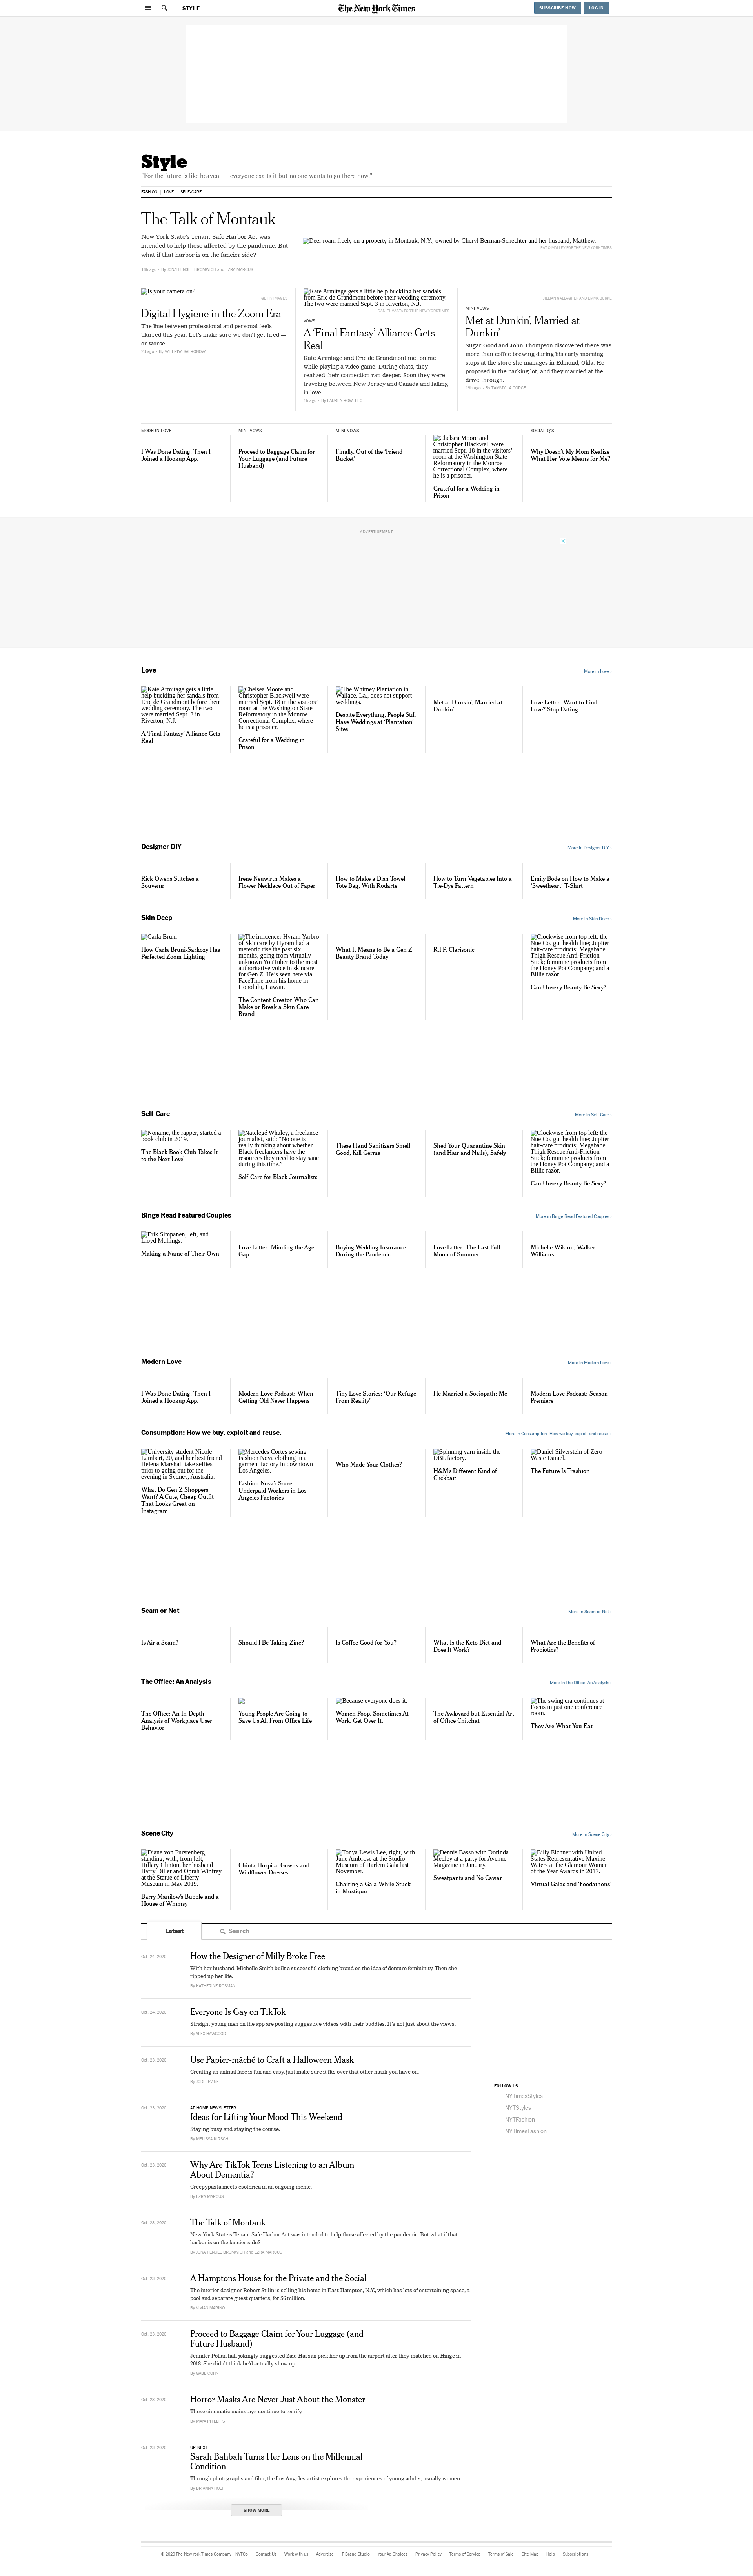 STYLE
The New York Times
SUBSCRIBE NOW
LOG IN
Style
"For the future is like heaven — everyone exalts it but no one wants to go there now."
FASHION
LOVE
SELF-CARE
The Talk of Montauk
New York State's Tenant Safe Harbor Act was
intended to help those affected by the pandemic. But
what if that harbor is on the fancier side?
By JONAH ENGEL BROMWICH and EZRA MARCUS
Deer roam freely on a property in Montauk, N.Y., owned by Cheryl Berman-Schechter and her husband, Matthew.
Is your camera on?
GETTY IMAGES
Digital Hygiene in the Zoom Era
The line between professional and personal feels
blurrier this year. Let's make sure we don't get fired —
or worse.
2d ago · By VALERIYA SAFRONOVA
Kate Armitage gets a little help buckling her sandals
from Eric de Grandmont before their wedding ceremony.
The two were married Sept. 3 in Riverton, N.J.
VOWS
A 'Final Fantasy' Alliance Gets
Real
Kate Armitage and Eric de Grandmont met online
while playing a video game. During chats, they
realized their connection ran deeper. Soon they were
traveling between New Jersey and Canada and falling
in love.
By LAUREN ROWELLO
JILLIAN GALLAGHER AND EVAN BURKE
MINI-VOWS
Met at Dunkin', Married at
Dunkin'
Sugar Good and John Thompson discovered there was
more than coffee brewing during his early-morning
stops at the store she manages in Edmond, Okla. He
proposed in the parking lot, and they married at the
drive-through.
By TAMMY LA GORCE
MODERN LOVE
I Was Done Dating. Then I
Joined a Hookup App.
MINI-VOWS
Proceed to Baggage Claim for
Your Luggage (and Future
Husband)
MINI-VOWS
Finally, Out of the 'Friend
Bucket'
Chelsea Moore and
Christopher Blackwell were
married Sept. 18 in the visitors'
room at the Washington State
Reformatory in the Monroe
Correctional Complex, where
he is a prisoner.
Grateful for a Wedding in
Prison
SOCIAL Q'S
Why Doesn't My Mom Realize
What Her Vote Means for Me?
ADVERTISEMENT
Love
More in Love ›
Kate Armitage gets a little
help buckling her sandals
from Eric de Grandmont before
their wedding ceremony. The
two were married Sept. 3 in
Riverton, N.J.
A 'Final Fantasy' Alliance Gets
Real
Chelsea Moore and
Christopher Blackwell were
married Sept. 18 in the visitors'
room at the Washington State
Reformatory in the Monroe
Correctional Complex, where
he is a prisoner.
Grateful for a Wedding in
Prison
The Whitney Plantation in
Wallace, La., does not support
weddings.
Despite Everything, People Still
Have Weddings at 'Plantation'
Sites
Met at Dunkin', Married at
Dunkin'
Love Letter: Want to Find
Love? Stop Dating
Designer DIY
More in Designer DIY ›
Rick Owens Stitches a
Souvenir
Irene Neuwirth Makes a
Flower Necklace Out of Paper
How to Make a Dish Towel
Tote Bag, With Rodarte
How to Turn Vegetables Into a
Tie-Dye Pattern
Emily Bode on How to Make a
'Sweetheart' T-Shirt
Skin Deep
More in Skin Deep ›
Carla Bruni
How Carla Bruni-Sarkozy Has
Perfected Zoom Lighting
The influencer Hyram Yarbro
of Skincare by Hyram had a
meteoric rise the past six
months, going from virtually
unknown YouTuber to the most
authoritative voice in skincare
for Gen Z. He's seen here via
FaceTime from his home in
Honolulu, Hawaii.
The Content Creator Who Can
Make or Break a Skin Care
Brand
What It Means to Be a Gen Z
Beauty Brand Today
R.I.P. Clarisonic
Clockwise from top left: the
Nue Co. gut health line; Jupiter
hair-care products; Megababe
Thigh Rescue Anti-Friction
Stick; feminine products from
the Honey Pot Company; and a
Billie razor.
Can Unsexy Beauty Be Sexy?
Self-Care
More in Self-Care ›
Noname, the rapper, started a
book club in 2019.
The Black Book Club Takes It
to the Next Level
Natelegé Whaley, a freelance
journalist, said: "No one is
really thinking about whether
Black freelancers have the
resources they need to stay sane
during this time."
Self-Care for Black Journalists
These Hand Sanitizers Smell
Good, Kill Germs
Shed Your Quarantine Skin
(and Hair and Nails), Safely
Clockwise from top left: the
Nue Co. gut health line; Jupiter
hair-care products; Megababe
Thigh Rescue Anti-Friction
Stick; feminine products from
the Honey Pot Company; and a
Billie razor.
Can Unsexy Beauty Be Sexy?
Binge Read Featured Couples
More in Binge Read Featured Couples ›
Erik Simpanen, left, and
Lloyd Mullings.
Making a Name of Their Own
Love Letter: Minding the Age
Gap
Buying Wedding Insurance
During the Pandemic
Love Letter: The Last Full
Moon of Summer
Michelle Wikum, Walker
Williams
Modern Love
More in Modern Love ›
I Was Done Dating. Then I
Joined a Hookup App.
Modern Love Podcast: When
Getting Old Never Happens
Tiny Love Stories: 'Our Refuge
From Reality'
He Married a Sociopath: Me
Modern Love Podcast: Season
Premiere
Consumption: How we buy, exploit and reuse.
More in Consumption: How we buy, exploit and reuse. ›
University student Nicole
Lambert, 20, and her best friend
Helena Marshall take selfies
prior to going out for the
evening in Sydney, Australia.
What Do Gen Z Shoppers
Want? A Cute, Cheap Outfit
That Looks Great on
Instagram
Mercedes Cortes sewing
Fashion Nova clothing in a
garment factory in downtown
Los Angeles.
Fashion Nova's Secret:
Underpaid Workers in Los
Angeles Factories
Who Made Your Clothes?
Spinning yarn inside the
DBL factory.
H&M's Different Kind of
Clickbait
Daniel Silverstein of Zero
Waste Daniel.
The Future Is Trashion
Scam or Not
More in Scam or Not ›
Is Air a Scam?
Should I Be Taking Zinc?
Is Coffee Good for You?
What Is the Keto Diet and
Does It Work?
What Are the Benefits of
Probiotics?
The Office: An Analysis
More in The Office: An Analysis ›
The Office: An In-Depth
Analysis of Workplace User
Behavior
Young People Are Going to
Save Us All From Office Life
Because everyone does it.
Women Poop. Sometimes At
Work. Get Over It.
The Awkward but Essential Art
of Office Chitchat
The swing era continues at
Focus in just one conference
room.
They Are What You Eat
Scene City
More in Scene City ›
Diane von Furstenberg,
standing, with, from left,
Hillary Clinton, her husband
Barry Diller and Oprah Winfrey
at the Statue of Liberty
Museum in May 2019.
Barry Manilow's Bubble and a
House of Whimsy
Chintz Hospital Gowns and
Wildflower Dresses
Tonya Lewis Lee, right, with
June Ambrose at the Studio
Museum of Harlem Gala last
November.
Chairing a Gala While Stuck
in Mustique
Dennis Basso with Dorinda
Medley at a party for Avenue
Magazine in January.
Sweatpants and No Caviar
Billy Eichner with United
States Representative Maxine
Waters at the Glamour Women
of the Year Awards in 2017.
Virtual Galas and 'Foodathons'
Latest
Search
Oct. 24, 2020
How the Designer of Milly Broke Free
With her husband, Michelle Smith built a successful clothing brand on the idea of demure femininity. Then she
ripped up her life.
By KATHERINE ROSMAN
Oct. 24, 2020
Everyone Is Gay on TikTok
Straight young men on the app are posting suggestive videos with their buddies. It's not just about the views.
By ALEX HAWGOOD
Oct. 23, 2020
Use Papier-mâché to Craft a Halloween Mask
Creating an animal face is fun and easy, just make sure it fits over that other mask you have on.
By JODI LEVINE
Oct. 23, 2020
AT HOME NEWSLETTER
Ideas for Lifting Your Mood This Weekend
Staying busy and staying the course.
By MELISSA KIRSCH
Oct. 23, 2020
Why Are TikTok Teens Listening to an Album
About Dementia?
Creepypasta meets esoterica in an ongoing meme.
By EZRA MARCUS
Oct. 23, 2020
The Talk of Montauk
New York State's Tenant Safe Harbor Act was intended to help those affected by the pandemic. But what if that
harbor is on the fancier side?
By JONAH ENGEL BROMWICH and EZRA MARCUS
Oct. 23, 2020
A Hamptons House for the Private and the Social
The interior designer Robert Stilin is selling his home in East Hampton, N.Y., which has lots of entertaining space, a
pool and separate guest quarters, for $6 million.
By VIVIAN MARINO
Oct. 23, 2020
Proceed to Baggage Claim for Your Luggage (and
Future Husband)
Jennifer Pollan half-jokingly suggested Zaid Hassan pick her up from the airport after they matched on Hinge in
2018. She didn't think he'd actually show up.
By GABE COHN
Oct. 23, 2020
Horror Masks Are Never Just About the Monster
These cinematic mainstays continue to terrify.
By MAYA PHILLIPS
Oct. 23, 2020
UP NEXT
Sarah Bahbah Turns Her Lens on the Millennial
Condition
Through photographs and film, the Los Angeles artist explores the experiences of young adults, usually women.
By BRIANNA HOLT
SHOW MORE
FOLLOW US
NYTimesStyles
NYTStyles
NYTFashion
NYTimesFashion
© 2020 The New York Times Company
NYTCo
Contact Us
Work with us
Advertise
T Brand Studio
Your Ad Choices
Privacy Policy
Terms of Service
Terms of Sale
Site Map
Help
Subscriptions